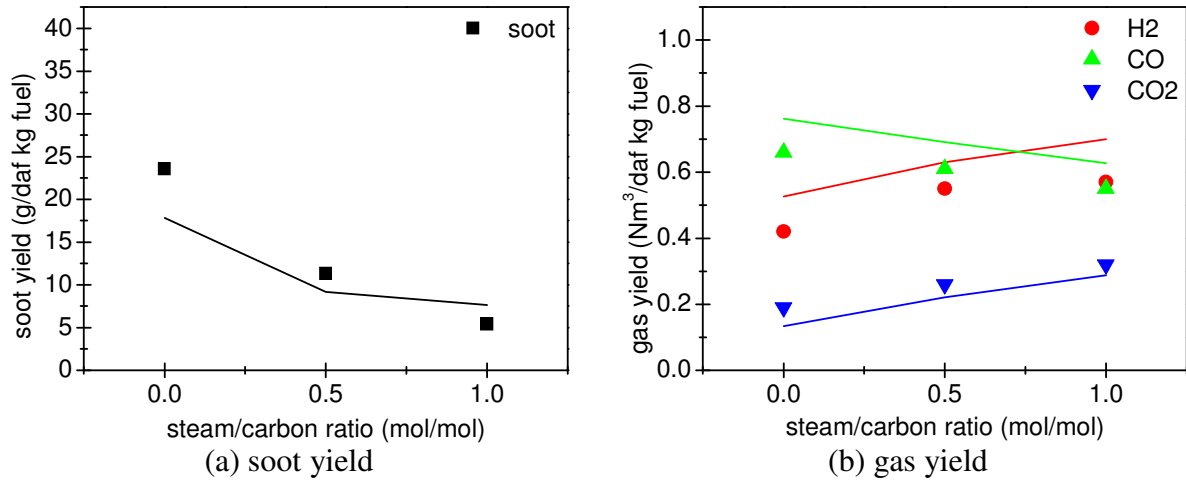 40
35
30
25
20
15
10
5
0
soot yield (g/daf kg fuel)
soot
0.0 0.5 1.0
steam/carbon ratio (mol/mol)
(a) soot yield
1.0
0.8
0.6
0.4
0.2
0.0
gas yield (Nm³/daf kg fuel)
H2
CO
CO2
0.0 0.5 1.0
steam/carbon ratio (mol/mol)
(b) gas yield